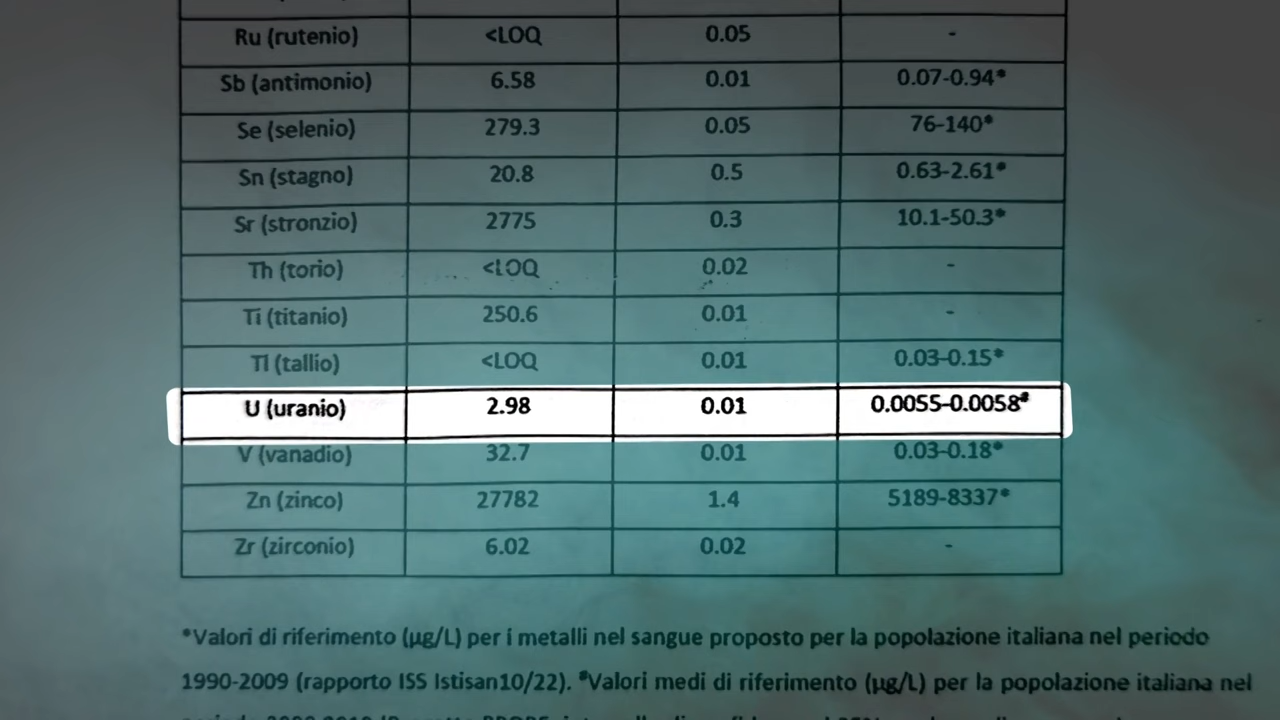 Ru (rutenio) <LOQ 0.05 -
Sb (antimonio) 6.58 0.01 0.07-0.94*
Se (selenio) 279.3 0.05 76-140*
Sn (stagno) 20.8 0.5 0.63-2.61*
Sr (stronzio) 2775 0.3 10.1-50.3*
Th (torio) <LOQ 0.02 -
Ti (titanio) 250.6 0.01 -
Tl (tallio) <LOQ 0.01 0.03-0.15*
U (uranio) 2.98 0.01 0.0055-0.0058#
V (vanadio) 32.7 0.01 0.03-0.18*
Zn (zinco) 27782 1.4 5189-8337*
Zr (zirconio) 6.02 0.02 -
*Valori di riferimento (µg/L) per i metalli nel sangue proposto per la popolazione italiana nel periodo
1990-2009 (rapporto ISS Istisan10/22). #Valori medi di riferimento (µg/L) per la popolazione italiana nel